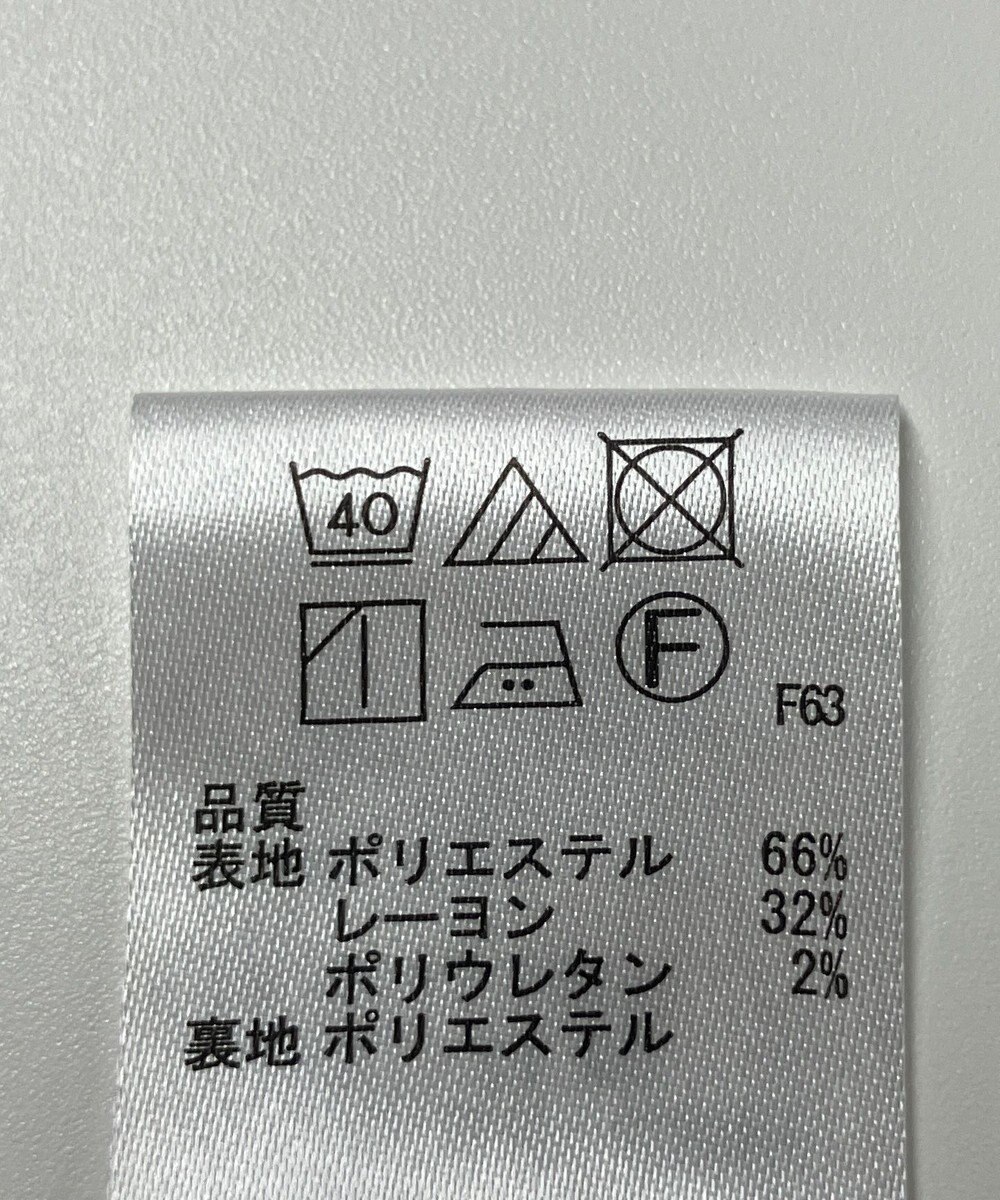 40
F
F63
品質
表地 ポリエステル 66%
レーヨン 32%
ポリウレタン 2%
裏地 ポリエステル